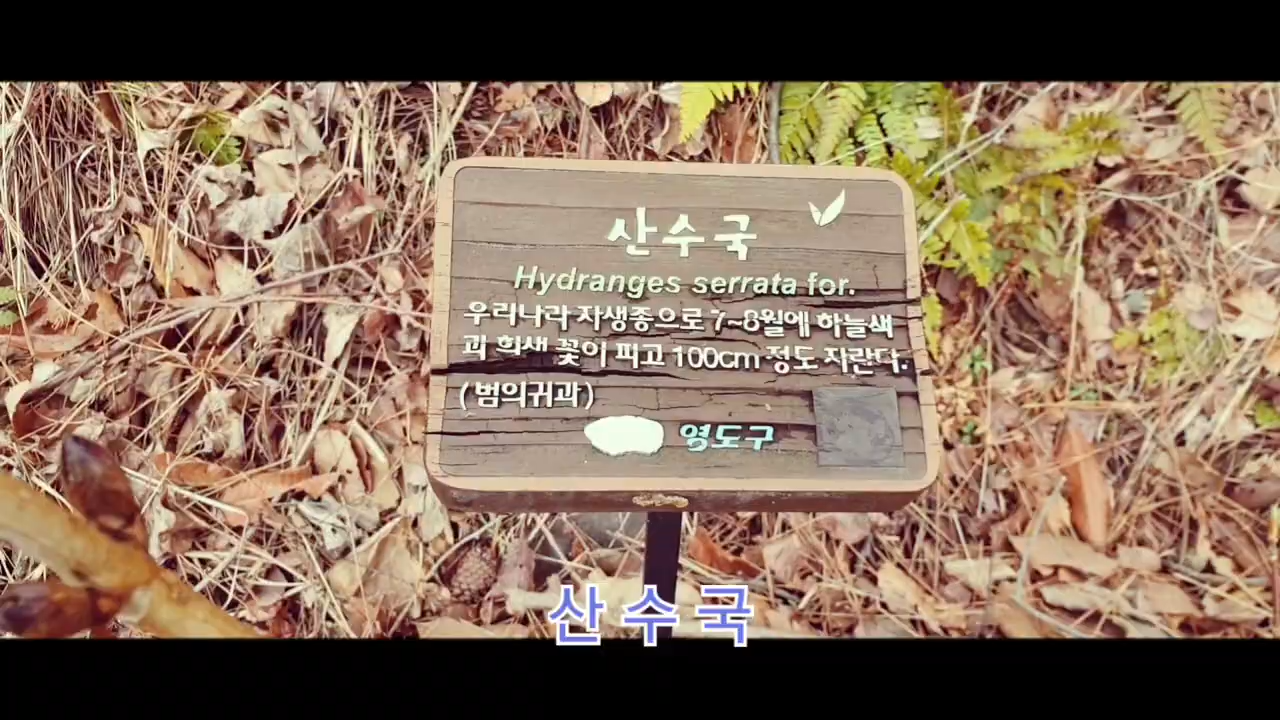 산수국
Hydranges serrata for.
우리나라 자생종으로 7~8월에 하늘색
과 희색 꽃이 피고 100cm 정도 자란다.
(범의귀과)
영도구
산수국